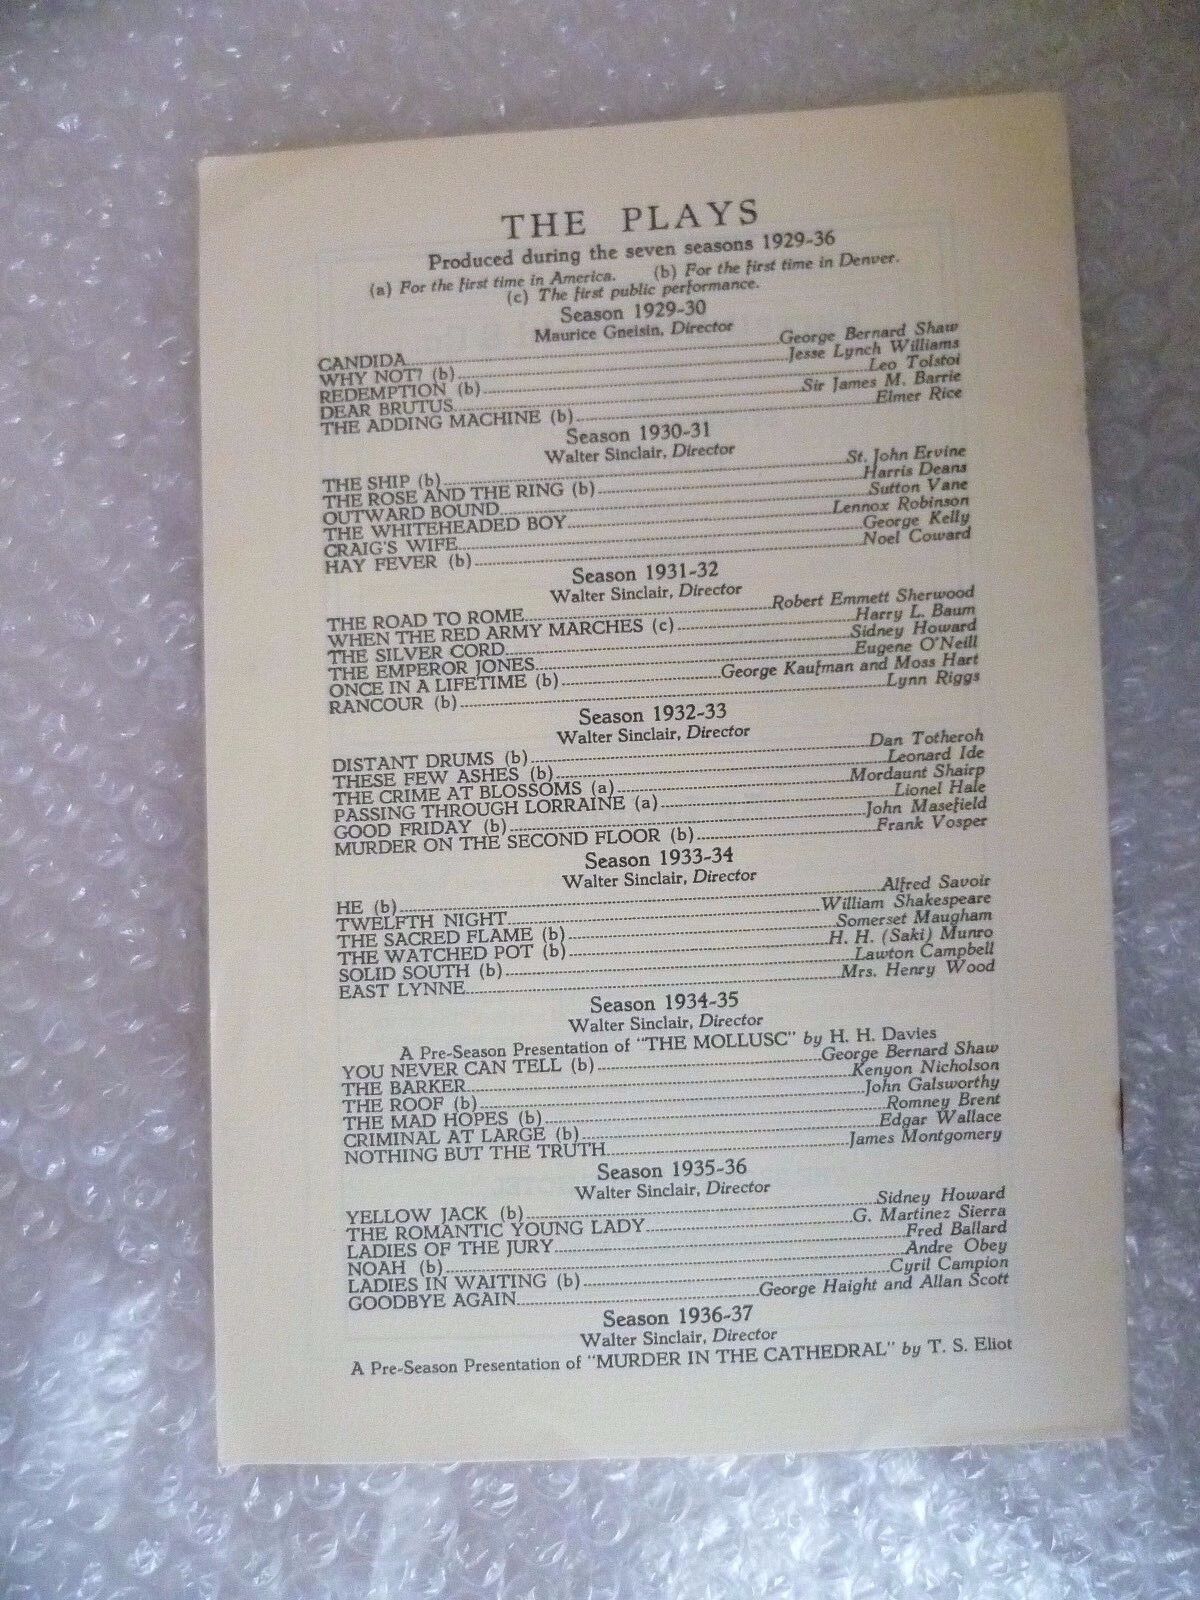 THE PLAYS
Produced during the seven seasons 1929-36
(a) For the first time in America. (b) For the first time in Denver.
(c) The first public performance.
Season 1929-30
Maurice Gneisin, Director
CANDIDA George Bernard Shaw
WHY NOT? (b) Jesse Lynch Williams
REDEMPTION (b) Leo Tolstoi
DEAR BRUTUS Sir James M. Barrie
THE ADDING MACHINE (b) Elmer Rice
Season 1930-31
Walter Sinclair, Director
THE SHIP (b) St. John Ervine
THE ROSE AND THE RING (b) Harris Deans
OUTWARD BOUND Sutton Vane
THE WHITEHEADED BOY Lennox Robinson
CRAIG'S WIFE George Kelly
HAY FEVER (b) Noel Coward
Season 1931-32
Walter Sinclair, Director
THE ROAD TO ROME Robert Emmett Sherwood
WHEN THE RED ARMY MARCHES (c) Harry L. Baum
THE SILVER CORD Sidney Howard
THE EMPEROR JONES Eugene O'Neill
ONCE IN A LIFETIME (b) George Kaufman and Moss Hart
RANCOUR (b) Lynn Riggs
Season 1932-33
Walter Sinclair, Director
DISTANT DRUMS (b) Dan Totheroh
THESE FEW ASHES (b) Leonard Ide
THE CRIME AT BLOSSOMS (a) Mordaunt Shairp
PASSING THROUGH LORRAINE (a) Lionel Hale
GOOD FRIDAY (b) John Masefield
MURDER ON THE SECOND FLOOR (b) Frank Vosper
Season 1933-34
Walter Sinclair, Director
HE (b) Alfred Savoir
TWELFTH NIGHT William Shakespeare
THE SACRED FLAME (b) Somerset Maugham
THE WATCHED POT (b) H. H. (Saki) Munro
SOLID SOUTH (b) Lawton Campbell
EAST LYNNE Mrs. Henry Wood
Season 1934-35
Walter Sinclair, Director
A Pre-Season Presentation of "THE MOLLUSC" by H. H. Davies
YOU NEVER CAN TELL (b) George Bernard Shaw
THE BARKER Kenyon Nicholson
THE ROOF (b) John Galsworthy
THE MAD HOPES (b) Romney Brent
CRIMINAL AT LARGE (b) Edgar Wallace
NOTHING BUT THE TRUTH James Montgomery
Season 1935-36
Walter Sinclair, Director
YELLOW JACK (b) Sidney Howard
THE ROMANTIC YOUNG LADY G. Martinez Sierra
LADIES OF THE JURY Fred Ballard
NOAH (b) Andre Obey
LADIES IN WAITING (b) Cyril Campion
GOODBYE AGAIN George Haight and Allan Scott
Season 1936-37
Walter Sinclair, Director
A Pre-Season Presentation of "MURDER IN THE CATHEDRAL" by T. S. Eliot